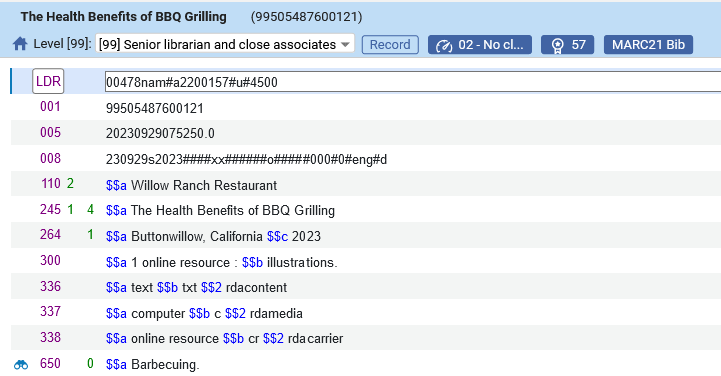 The Health Benefits of BBQ Grilling (99505487600121)
Level [99]: [99] Senior librarian and close associates Record 02 - No cl... 57 MARC21 Bib
LDR 00478nam#a2200157#u#4500
001 99505487600121
005 20230929075250.0
008 230929s2023####xx######o#####000#0#eng#d
110 2 $$a Willow Ranch Restaurant
245 1 4 $$a The Health Benefits of BBQ Grilling
264 1 $$a Buttonwillow, California $$c 2023
300 $$a 1 online resource : $$b illustrations.
336 $$a text $$b txt $$2 rdacontent
337 $$a computer $$b c $$2 rdamedia
338 $$a online resource $$b cr $$2 rdacarrier
650 0 $$a Barbecuing.